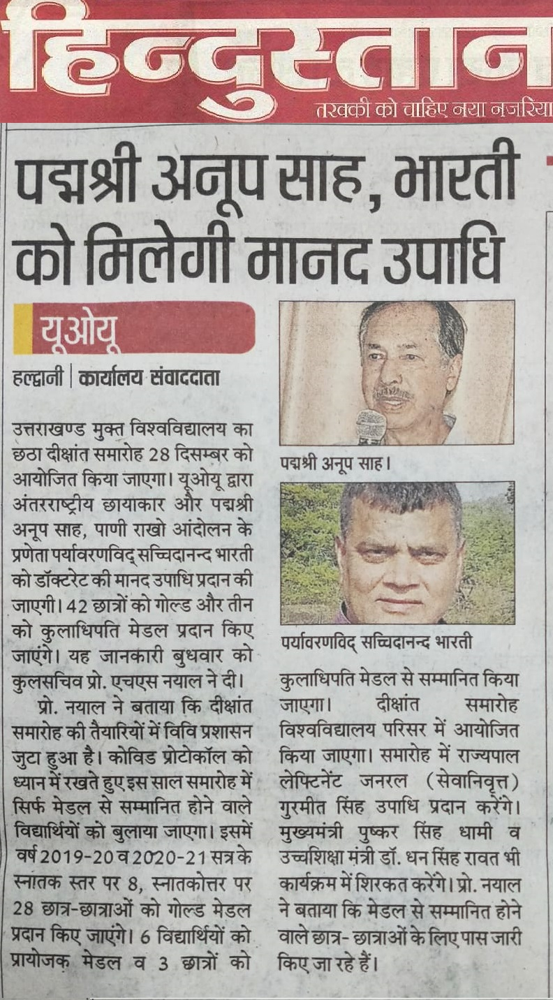 हिन्दुस्तान
तरक्की को चाहिए नया नजरिया
पद्मश्री अनूप साह, भारती
को मिलेगी मानद उपाधि
यूओयू
हल्द्वानी | कार्यालय संवाददाता
उत्तराखण्ड मुक्त विश्वविद्यालय का
छठा दीक्षांत समारोह 28 दिसम्बर को
आयोजित किया जाएगा। यूओयू द्वारा
अंतरराष्ट्रीय छायाकार और पद्मश्री
अनूप साह, पाणी राखो आंदोलन के
प्रणेता पर्यावरणविद् सच्चिदानन्द भारती
को डॉक्टरेट की मानद उपाधि प्रदान की
जाएगी। 42 छात्रों को गोल्ड और तीन
को कुलाधिपति मेडल प्रदान किए
जाएंगे। यह जानकारी बुधवार को
कुलसचिव प्रो. एचएस नयाल ने दी।
प्रो. नयाल ने बताया कि दीक्षांत
समारोह की तैयारियों में विवि प्रशासन
जुटा हुआ है। कोविड प्रोटोकॉल को
ध्यान में रखते हुए इस साल समारोह में
सिर्फ मेडल से सम्मानित होने वाले
विद्यार्थियों को बुलाया जाएगा। इसमें
वर्ष 2019-20 व 2020-21 सत्र के
स्नातक स्तर पर 8, स्नातकोत्तर पर
28 छात्र-छात्राओं को गोल्ड मेडल
प्रदान किए जाएंगे। 6 विद्यार्थियों को
प्रायोजक मेडल व 3 छात्रों को
पद्मश्री अनूप साह।
पर्यावरणविद् सच्चिदानन्द भारती
कुलाधिपति मेडल से सम्मानित किया
जाएगा। दीक्षांत समारोह
विश्वविद्यालय परिसर में आयोजित
किया जाएगा। समारोह में राज्यपाल
लेफ्टिनेंट जनरल (सेवानिवृत्त)
गुरमीत सिंह उपाधि प्रदान करेंगे।
मुख्यमंत्री पुष्कर सिंह धामी व
उच्चशिक्षा मंत्री डॉ. धन सिंह रावत भी
कार्यक्रम में शिरकत करेंगे। प्रो. नयाल
ने बताया कि मेडल से सम्मानित होने
वाले छात्र- छात्राओं के लिए पास जारी
किए जा रहे हैं।